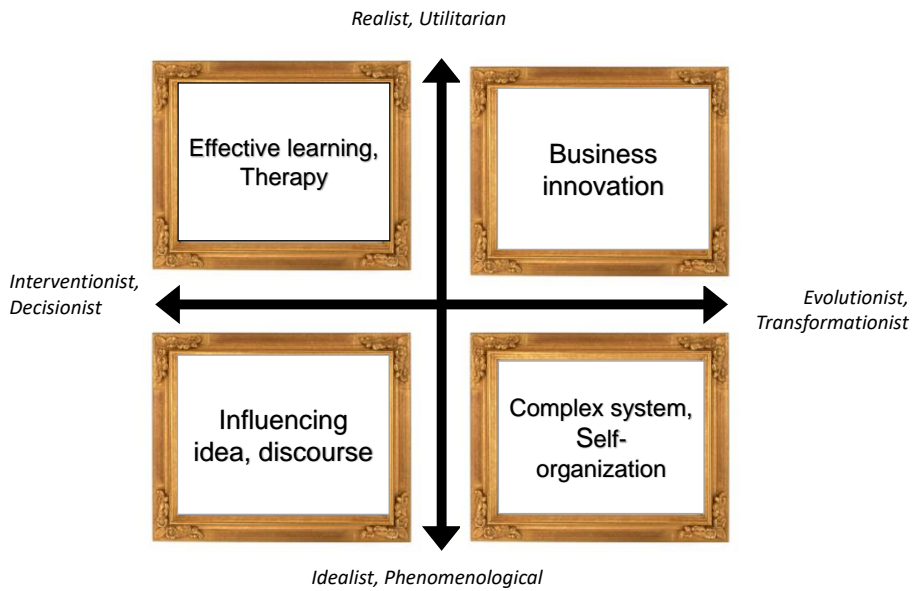 Realist, Utilitarian
Effective learning,
Therapy
Business
innovation
Interventionist,
Decisionist
Evolutionist,
Transformationist
Influencing
idea, discourse
Complex system,
Self-
organization
Idealist, Phenomenological